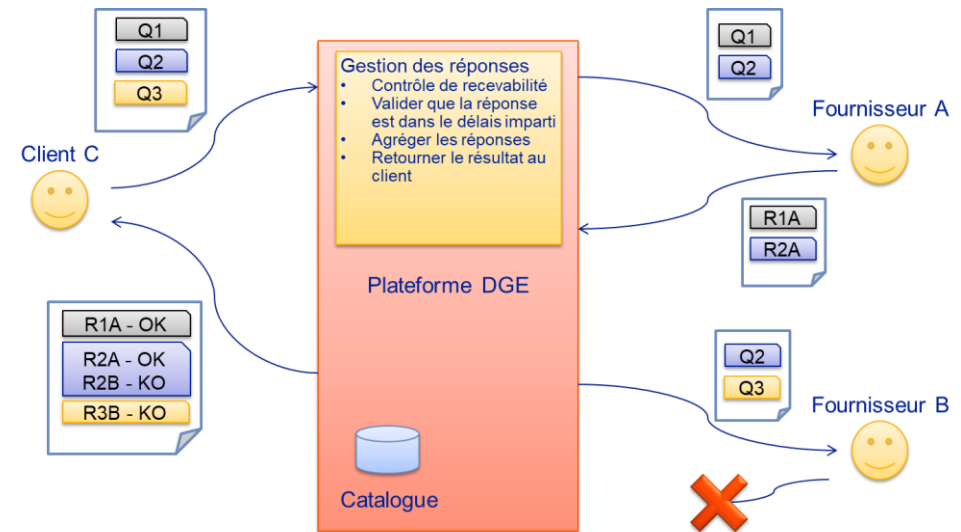 Q1
Q2
Q3
Client C
Gestion des réponses
• Contrôle de recevabilité
• Valider que la réponse
est dans le délais imparti
• Agréger les réponses
• Retourner le résultat au
client
Plateforme DGE
Catalogue
Q1
Q2
Fournisseur A
R1A
R2A
R1A - OK
R2A - OK
R2B - KO
R3B - KO
Q2
Q3
Fournisseur B